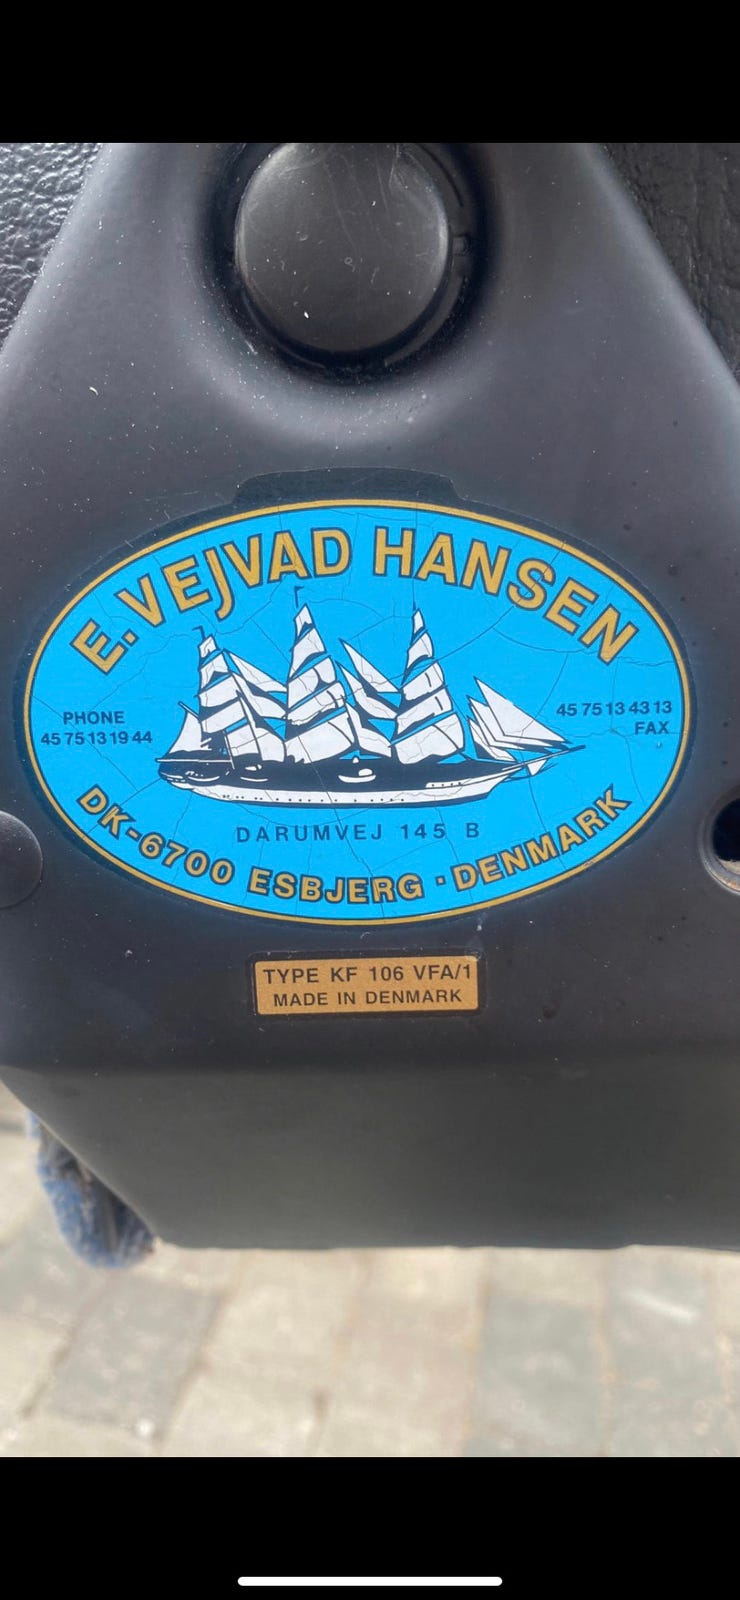 E. VEJVAD HANSEN
PHONE
45 75 13 19 44
45 75 13 43 13
FAX
DARUMVEJ 145 B
DK-6700 ESBJERG · DENMARK
TYPE KF 106 VFA/1
MADE IN DENMARK